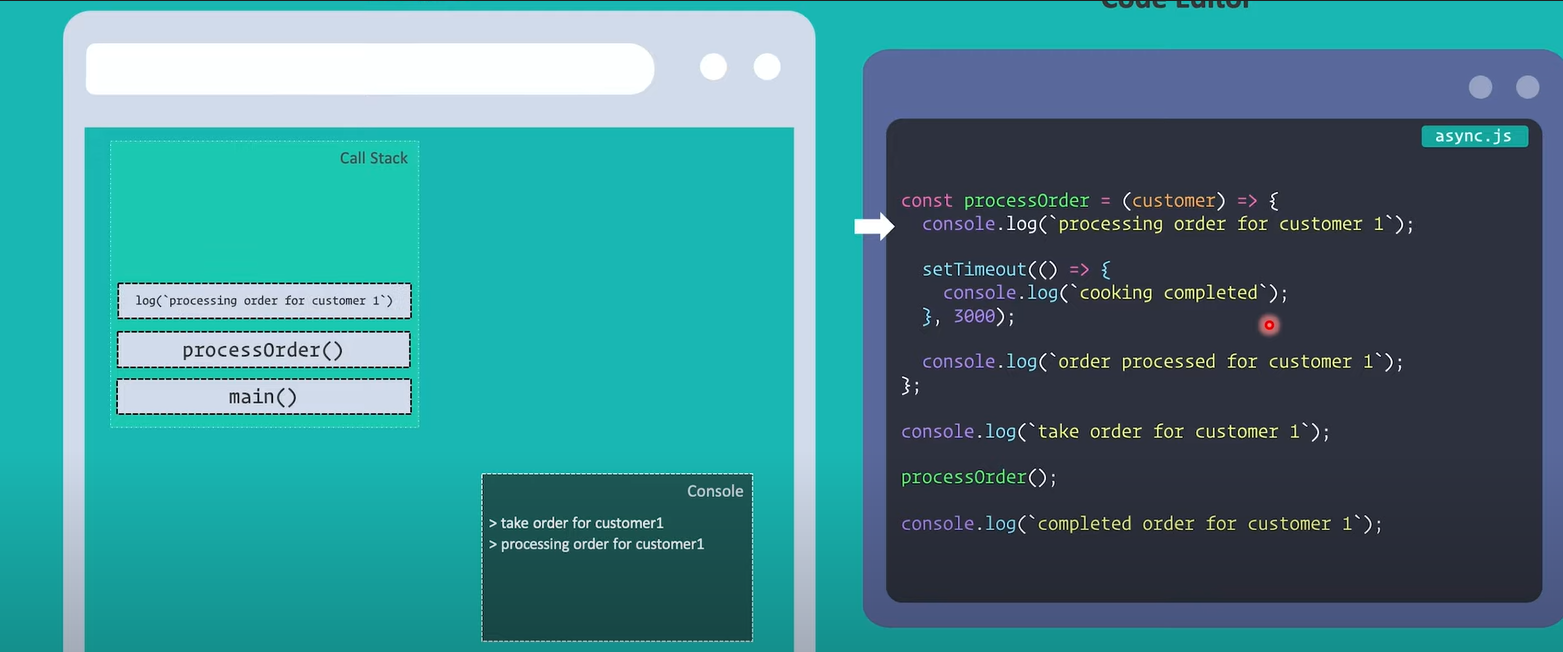 Code Editor
Call Stack
log(`processing order for customer 1`)
processOrder()
main()
Console
> take order for customer1
> processing order for customer1
async.js
const processOrder = (customer) => {
console.log(`processing order for customer 1`);
setTimeout(() => {
console.log(`cooking completed`);
}, 3000);
console.log(`order processed for customer 1`);
};
console.log(`take order for customer 1`);
processOrder();
console.log(`completed order for customer 1`);